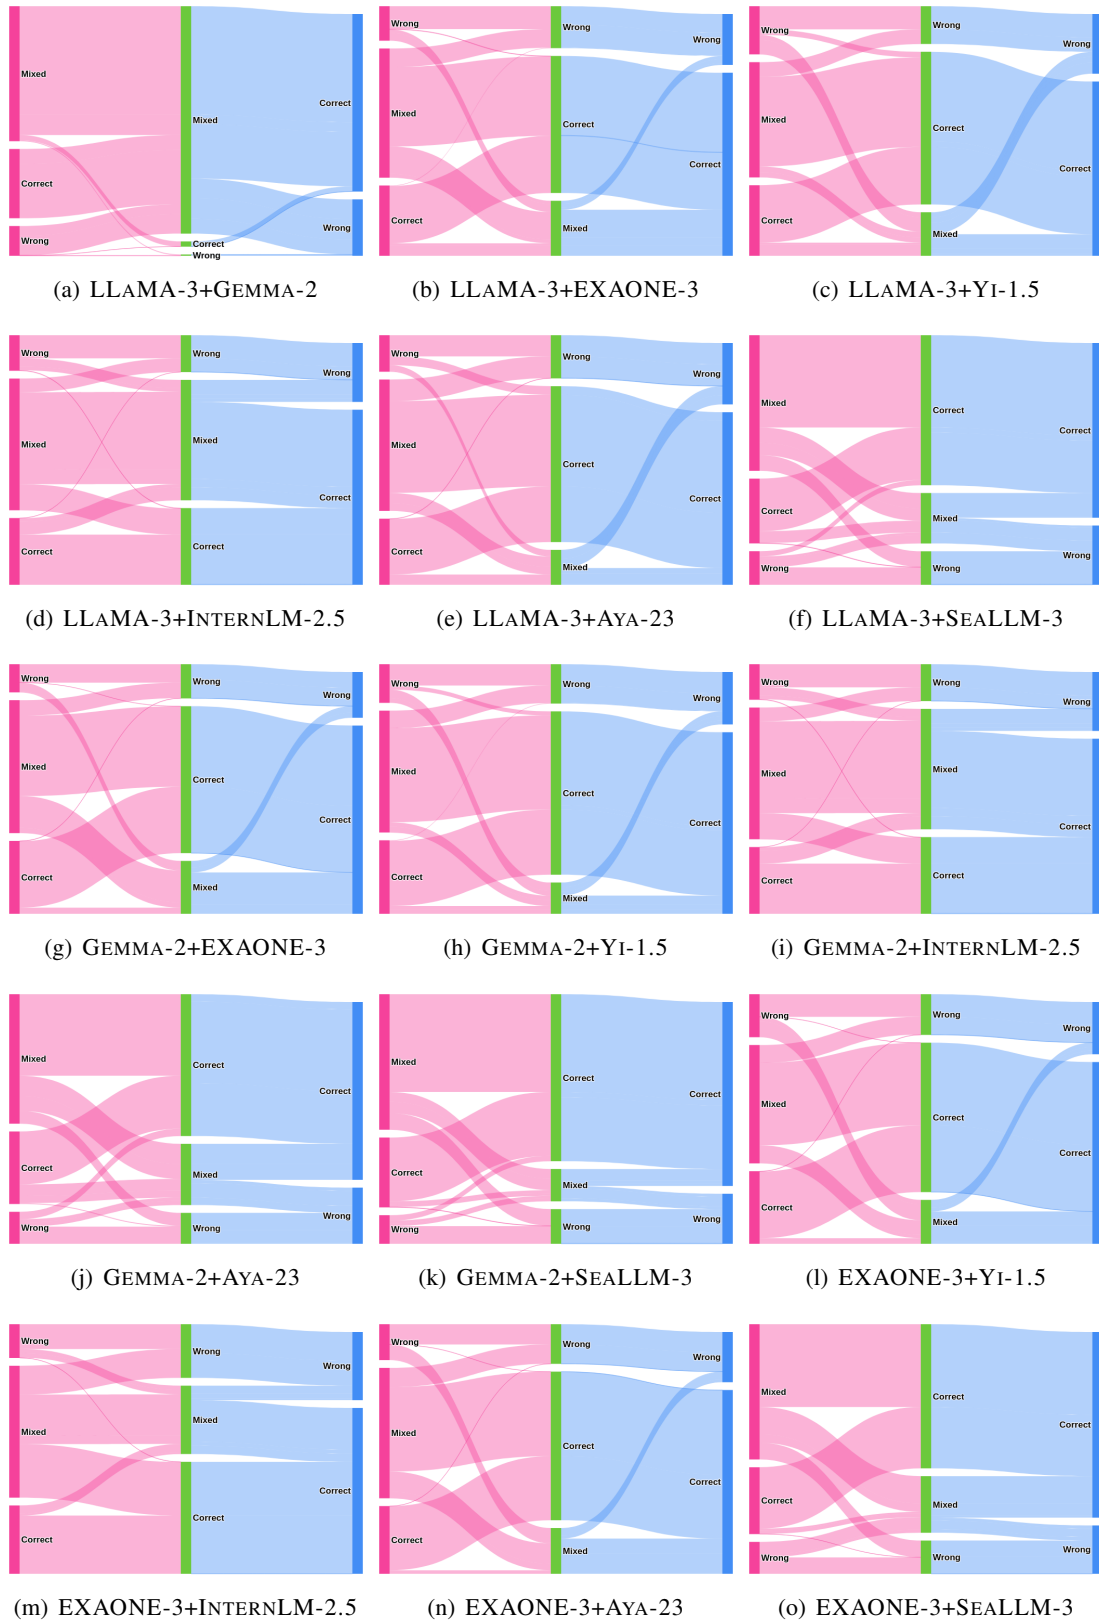 Mixed
Correct
Wrong
Mixed
Correct
Wrong
Correct
Wrong
(a) LLAMA-3+GEMMA-2
Wrong
Mixed
Correct
Wrong
Correct
Mixed
Wrong
Correct
(b) LLAMA-3+EXAONE-3
Wrong
Mixed
Correct
Wrong
Correct
Mixed
Wrong
Correct
(c) LLAMA-3+YI-1.5
Wrong
Mixed
Correct
Wrong
Mixed
Correct
Wrong
Correct
(d) LLAMA-3+INTERNLM-2.5
Wrong
Mixed
Correct
Wrong
Correct
Mixed
Wrong
Correct
(e) LLAMA-3+AYA-23
Mixed
Correct
Wrong
Correct
Mixed
Wrong
Correct
Wrong
(f) LLAMA-3+SEALLM-3
Wrong
Mixed
Correct
Wrong
Correct
Mixed
Wrong
Correct
(g) GEMMA-2+EXAONE-3
Wrong
Mixed
Correct
Wrong
Correct
Mixed
Wrong
Correct
(h) GEMMA-2+YI-1.5
Wrong
Mixed
Correct
Wrong
Mixed
Correct
Wrong
Correct
(i) GEMMA-2+INTERNLM-2.5
Mixed
Correct
Wrong
Correct
Mixed
Wrong
Correct
Wrong
(j) GEMMA-2+AYA-23
Mixed
Correct
Wrong
Correct
Mixed
Wrong
Correct
Wrong
(k) GEMMA-2+SEALLM-3
Wrong
Mixed
Correct
Wrong
Correct
Mixed
Wrong
Correct
(l) EXAONE-3+YI-1.5
Wrong
Mixed
Correct
Wrong
Mixed
Correct
Wrong
Correct
(m) EXAONE-3+INTERNLM-2.5
Wrong
Mixed
Correct
Wrong
Correct
Mixed
Wrong
Correct
(n) EXAONE-3+AYA-23
Mixed
Correct
Wrong
Correct
Mixed
Wrong
Correct
Wrong
(o) EXAONE-3+SEALLM-3